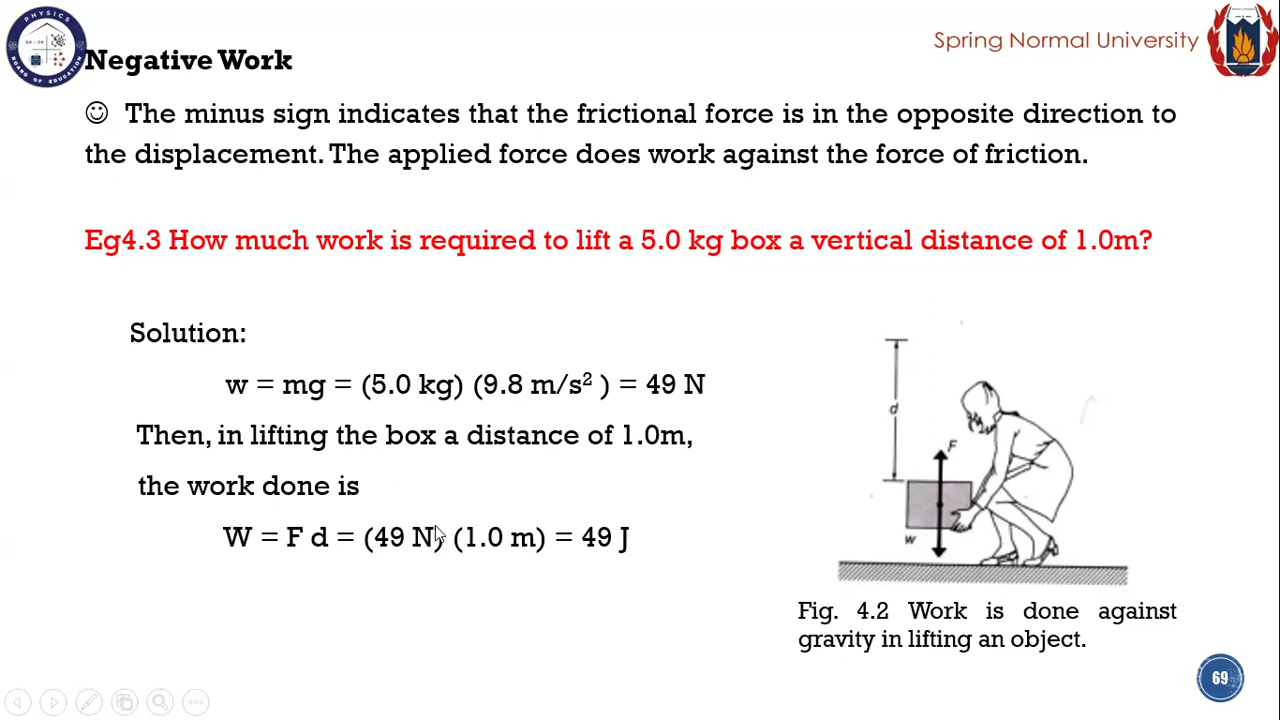 PHYSICS
BOARD OF EDUCATION
Spring Normal University
Negative Work
☺ The minus sign indicates that the frictional force is in the opposite direction to
the displacement. The applied force does work against the force of friction.
Eg4.3 How much work is required to lift a 5.0 kg box a vertical distance of 1.0m?
Solution:
w = mg = (5.0 kg) (9.8 m/s² ) = 49 N
Then, in lifting the box a distance of 1.0m,
the work done is
W = F d = (49 N) (1.0 m) = 49 J
d
F
w
Fig. 4.2 Work is done against
gravity in lifting an object.
69